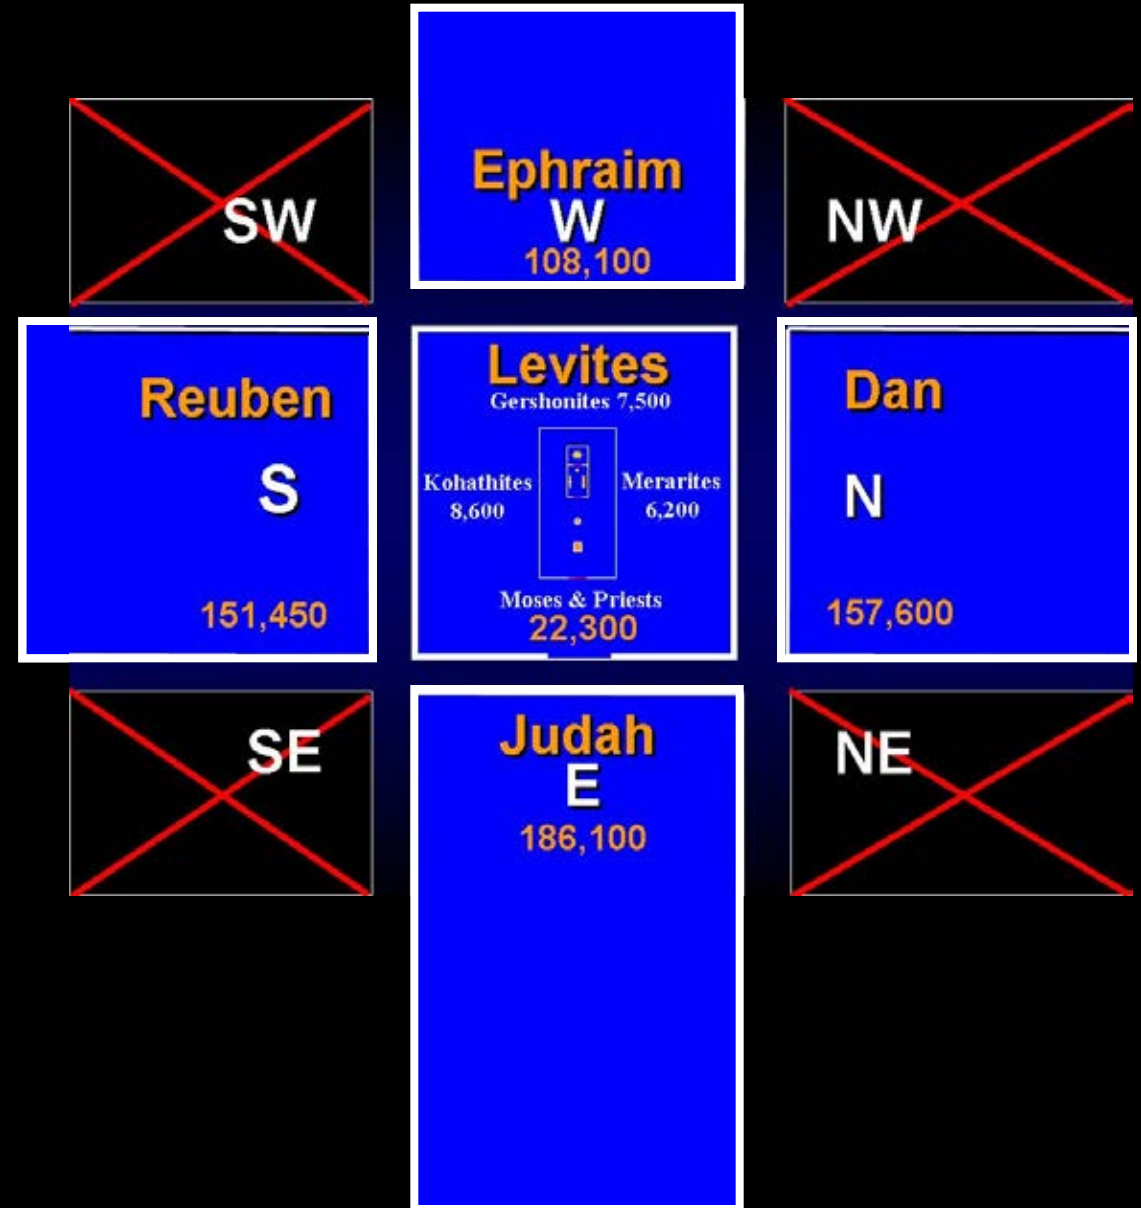 Ephraim
W
108,100
SW
NW
Reuben
S
151,450
Levites
Gershonites 7,500
Kohathites
8,600
Merarites
6,200
Moses & Priests
22,300
Dan
N
157,600
SE
Judah
E
186,100
NE